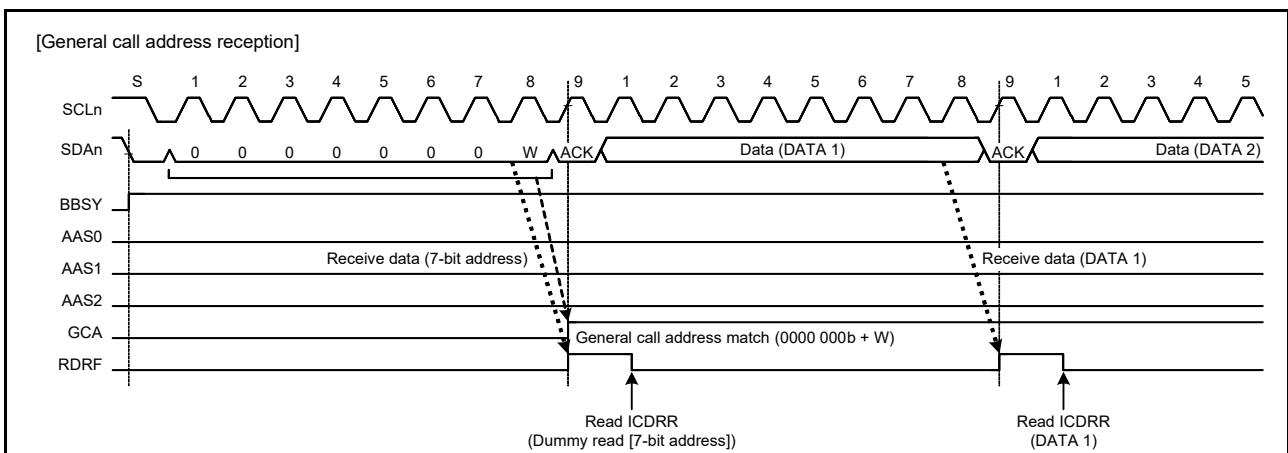 [General call address reception]
S 1 2 3 4 5 6 7 8 9 1 2 3 4 5 6 7 8 9 1 2 3 4 5
SCLn
SDAn 0 0 0 0 0 0 0 W ACK Data (DATA 1) ACK Data (DATA 2)
BBSY
AAS0
Receive data (7-bit address) Receive data (DATA 1)
AAS1
AAS2
GCA
General call address match (0000 000b + W)
RDRF
Read ICDRR Read ICDRR
(Dummy read [7-bit address]) (DATA 1)